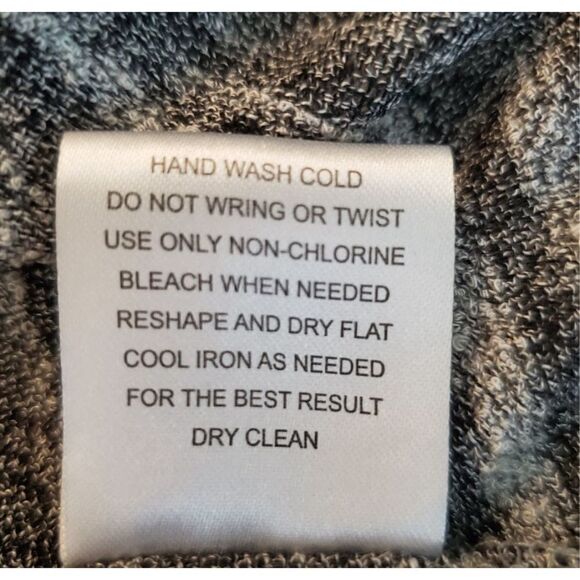 HAND WASH COLD
DO NOT WRING OR TWIST
USE ONLY NON-CHLORINE
BLEACH WHEN NEEDED
RESHAPE AND DRY FLAT
COOL IRON AS NEEDED
FOR THE BEST RESULT
DRY CLEAN